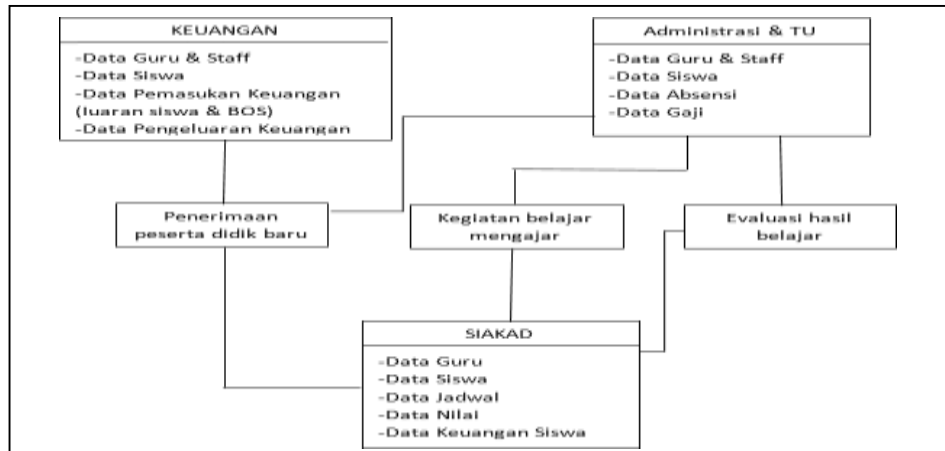 KEUANGAN
-Data Guru & Staff
-Data Siswa
-Data Pemasukan Keuangan
(Iuaran siswa & BOS)
-Data Pengeluaran Keuangan
Administrasi & TU
-Data Guru & Staff
-Data Siswa
-Data Absensi
-Data Gaji
Penerimaan
peserta didik baru
Kegiatan belajar
mengajar
Evaluasi hasil
belajar
SIAKAD
-Data Guru
-Data Siswa
-Data Jadwal
-Data Nilai
-Data Keuangan Siswa